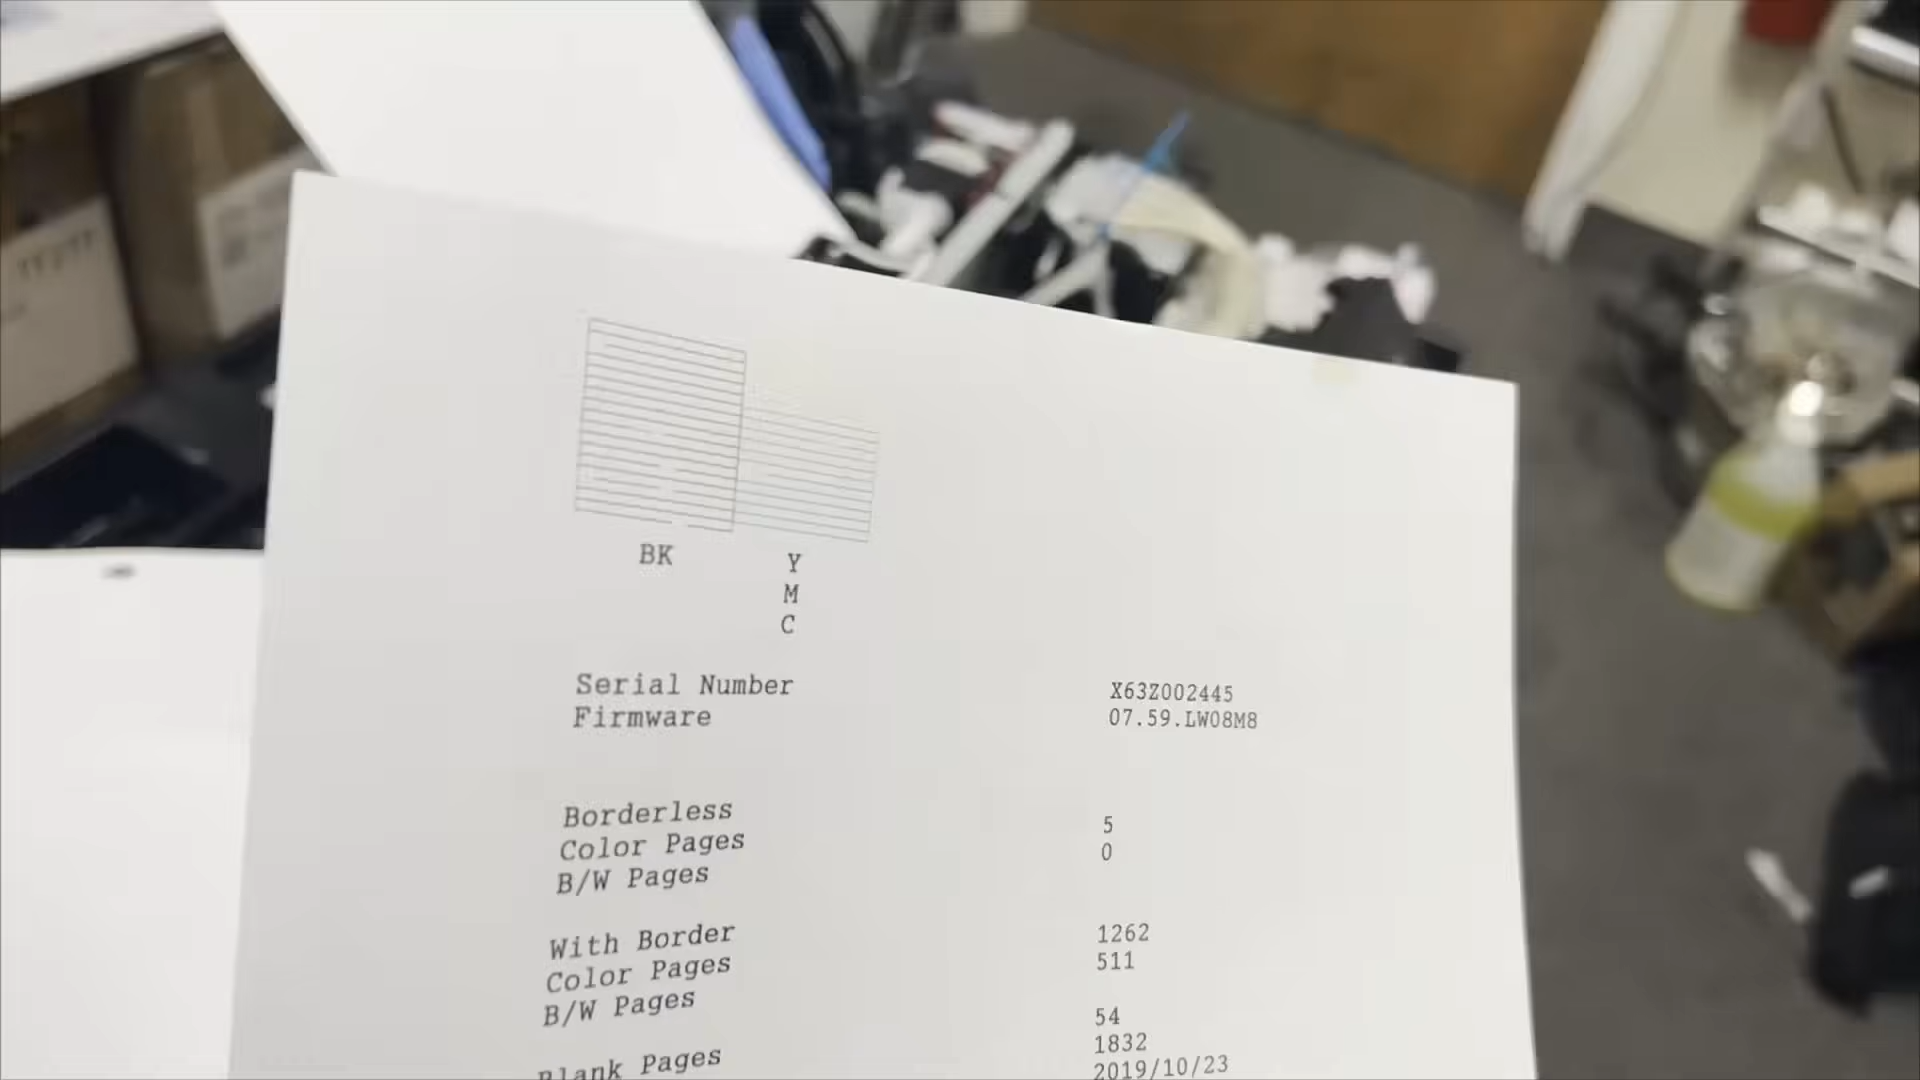 BK
Y
M
C
Serial Number X63Z002445
Firmware 07.59.LW08M8
Borderless
Color Pages 5
B/W Pages 0
With Border
Color Pages 1262
B/W Pages 511
Blank Pages 54
1832
2019/10/23